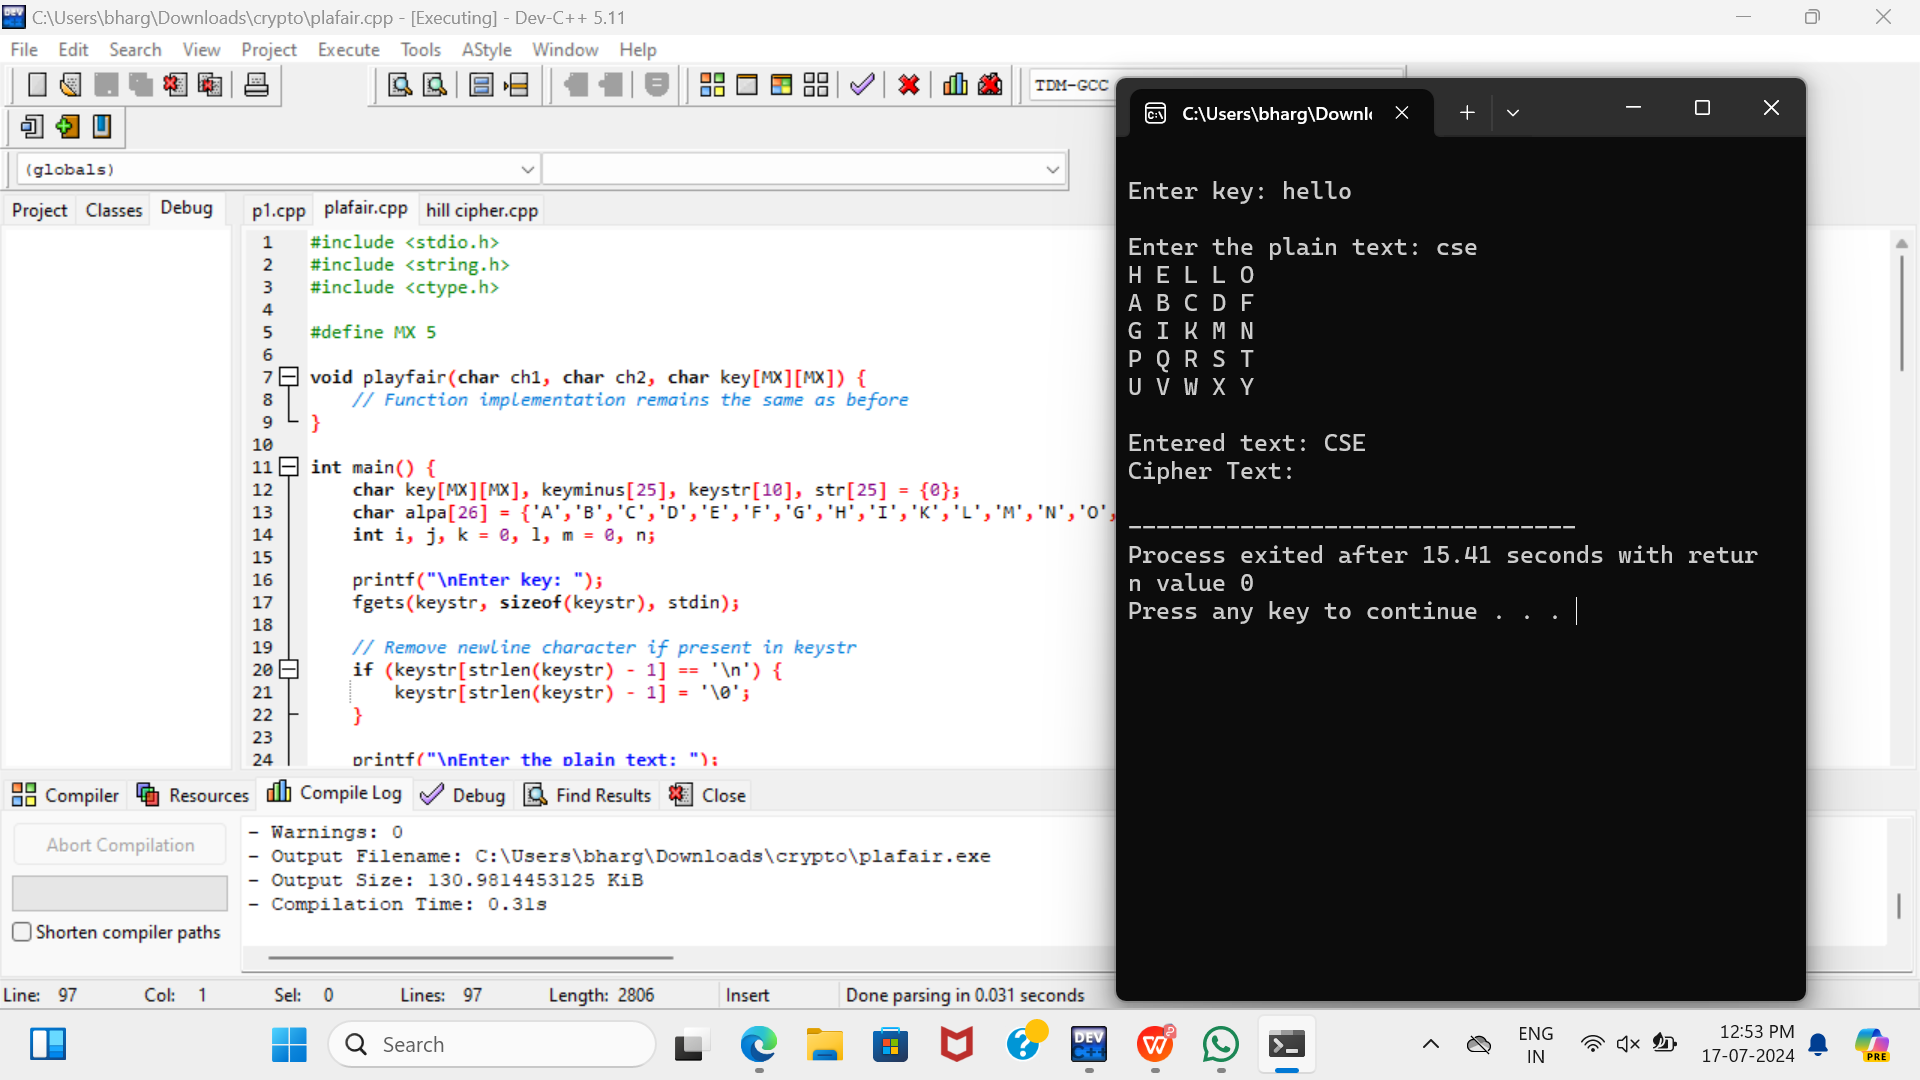 C:\Users\bharg\Downloads\crypto\plafair.cpp - [Executing] - Dev-C++ 5.11
File Edit Search View Project Execute Tools AStyle Window Help
TDM-GCC
(globals)
Project Classes Debug
p1.cpp plafair.cpp hill cipher.cpp
1 #include <stdio.h>
2 #include <string.h>
3 #include <ctype.h>
4
5 #define MX 5
6
7 void playfair(char ch1, char ch2, char key[MX][MX]) {
8 // Function implementation remains the same as before
9 }
10
11 int main() {
12 char key[MX][MX], keyminus[25], keystr[10], str[25] = {0};
13 char alpa[26] = {'A','B','C','D','E','F','G','H','I','K','L','M','N','O',
14 int i, j, k = 0, l, m = 0, n;
15
16 printf("\nEnter key: ");
17 fgets(keystr, sizeof(keystr), stdin);
18
19 // Remove newline character if present in keystr
20 if (keystr[strlen(keystr) - 1] == '\n') {
21 keystr[strlen(keystr) - 1] = '\0';
22 }
23
24 printf("\nEnter the plain text: ");
C:\Users\bharg\Downl
Enter key: hello
Enter the plain text: cse
H E L L O
A B C D F
G I K M N
P Q R S T
U V W X Y
Entered text: CSE
Cipher Text:
--------------------------------
Process exited after 15.41 seconds with retur
n value 0
Press any key to continue . . .
Compiler Resources Compile Log Debug Find Results Close
Abort Compilation
Shorten compiler paths
- Warnings: 0
- Output Filename: C:\Users\bharg\Downloads\crypto\plafair.exe
- Output Size: 130.9814453125 KiB
- Compilation Time: 0.31s
Line: 97 Col: 1 Sel: 0 Lines: 97 Length: 2806 Insert Done parsing in 0.031 seconds
Search
DEV C++
ENG
IN
12:53 PM
17-07-2024
PRE